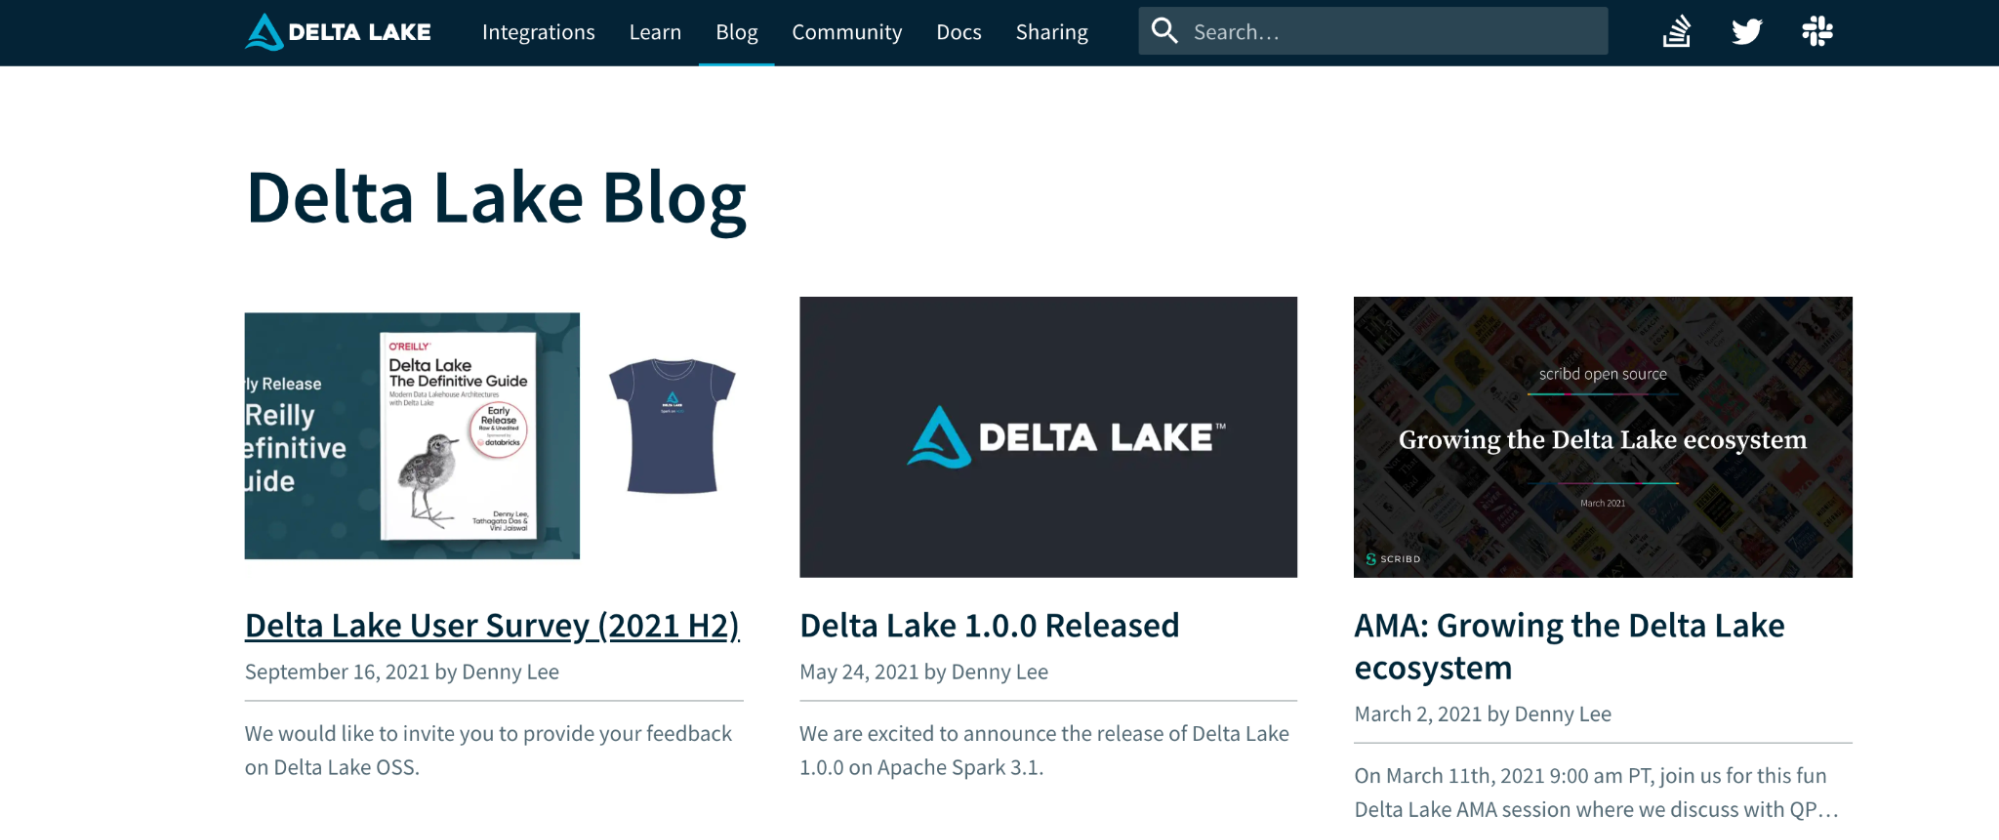 DELTA LAKE Integrations Learn Blog Community Docs Sharing Search…
Delta Lake Blog
rly Release
Reilly
efinitive
uide
O'REILLY
Delta Lake
The Definitive Guide
Modern Data Lakehouse Architectures
with Delta Lake
Early
Release
Raw & Unedited
Sponsored by
databricks
Denny Lee,
Tathagata Das &
Vini Jaiswal
DELTA LAKE
DELTA LAKE™
scribd open source
Growing the Delta Lake ecosystem
March 2021
SCRIBD
Delta Lake User Survey (2021 H2)
September 16, 2021 by Denny Lee
We would like to invite you to provide your feedback
on Delta Lake OSS.
Delta Lake 1.0.0 Released
May 24, 2021 by Denny Lee
We are excited to announce the release of Delta Lake
1.0.0 on Apache Spark 3.1.
AMA: Growing the Delta Lake
ecosystem
March 2, 2021 by Denny Lee
On March 11th, 2021 9:00 am PT, join us for this fun
Delta Lake AMA session where we discuss with QP…